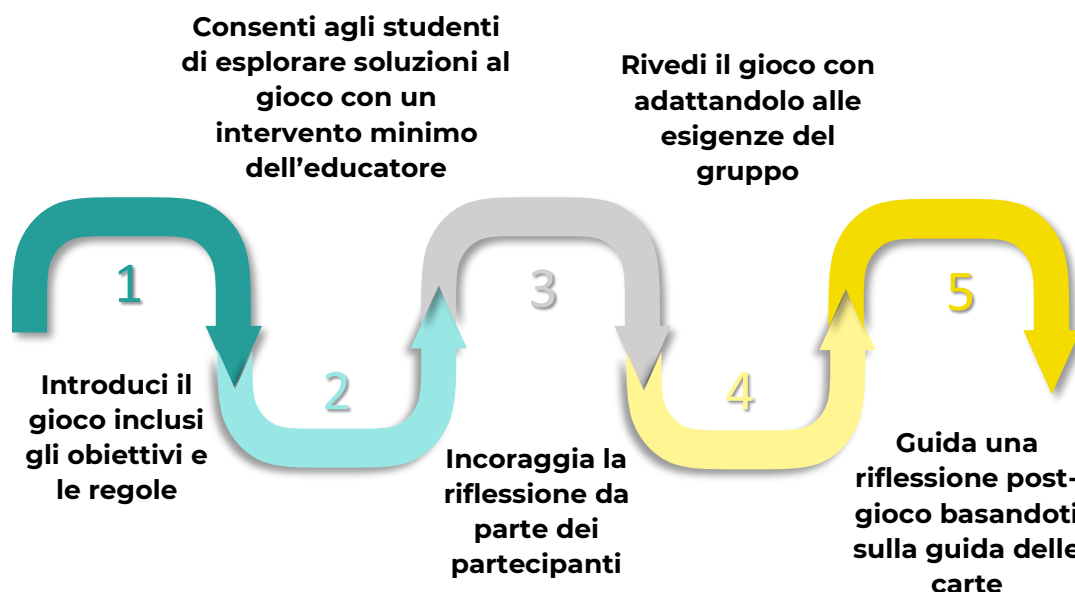 1
Introduci il
gioco inclusi
gli obiettivi e
le regole
Consenti agli studenti
di esplorare soluzioni al
gioco con un
intervento minimo
dell'educatore
2
3
Incoraggia la
riflessione da
parte dei
partecipanti
Rivedi il gioco con
adattandolo alle
esigenze del
gruppo
4
5
Guida una
riflessione post-
gioco basandoti
sulla guida delle
carte